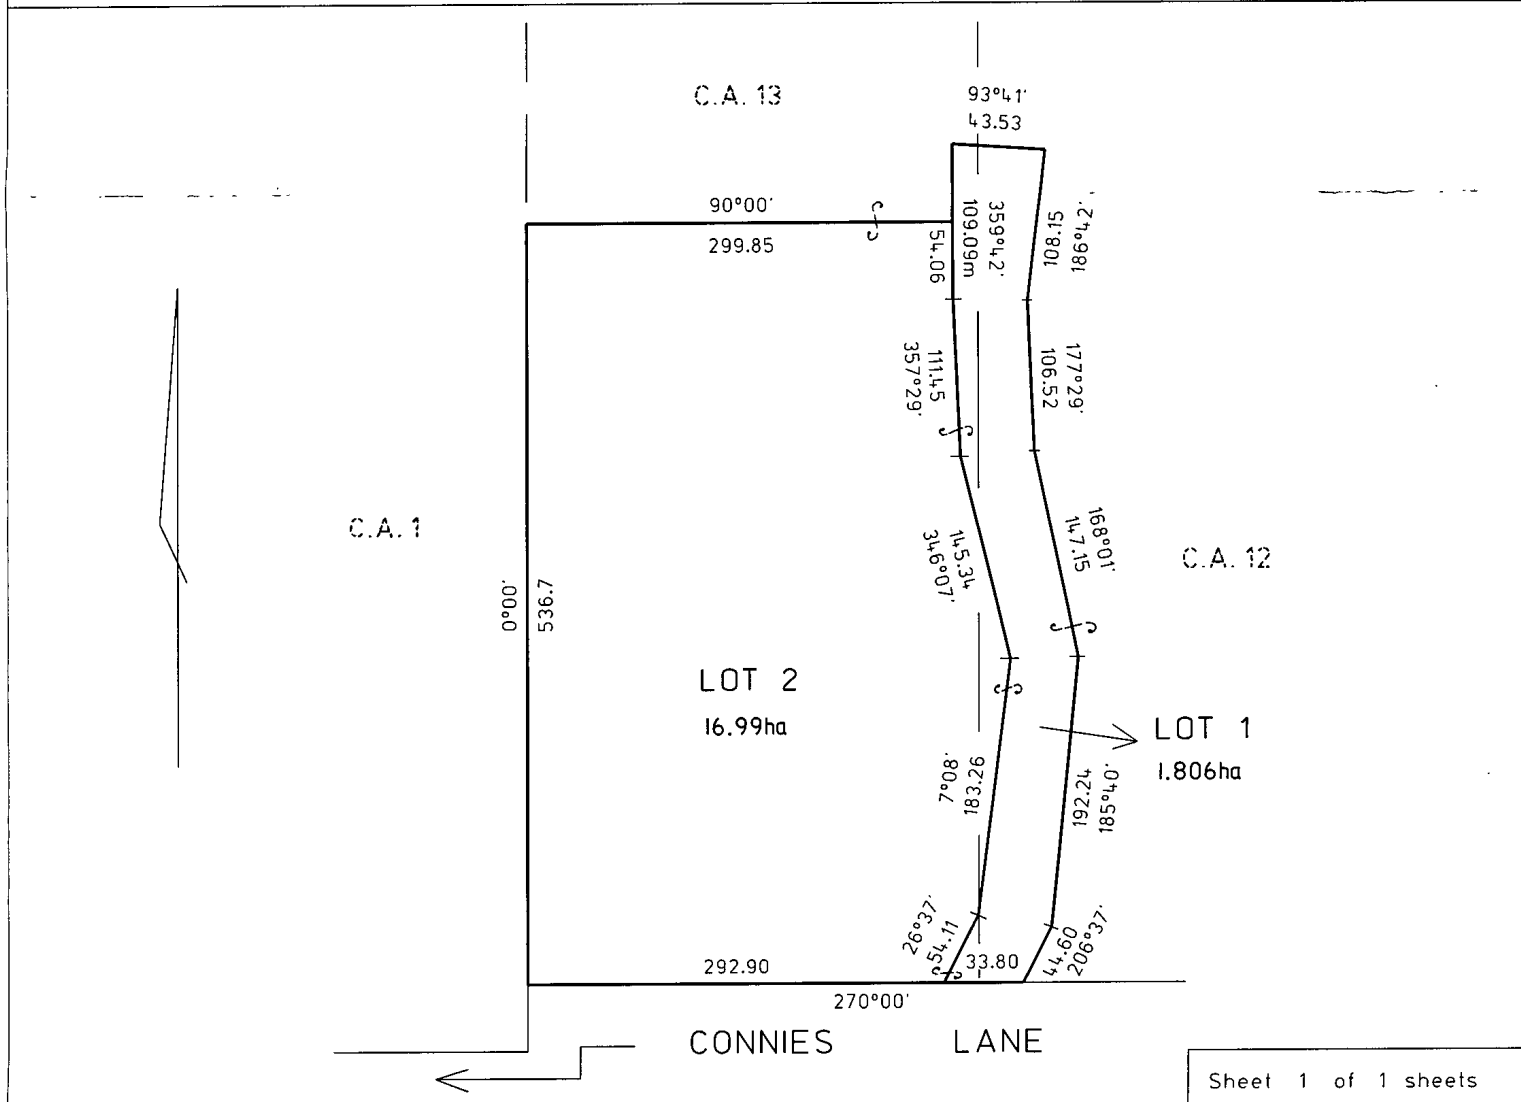 C.A. 13
93°41'
43.53
90°00'
299.85
54.06
109.09m
359°42'
108.15
186°42'
111.45
357°29'
177°29'
106.52
C.A. 1
145.34
346°07'
168°01'
147.15
C.A. 12
0°00'
536.7
LOT 2
16.99ha
LOT 1
1.806ha
7°08'
183.26
192.24
185°40'
26°37'
54.11
44.60
206°37'
292.90
33.80
270°00'
CONNIES LANE
Sheet 1 of 1 sheets